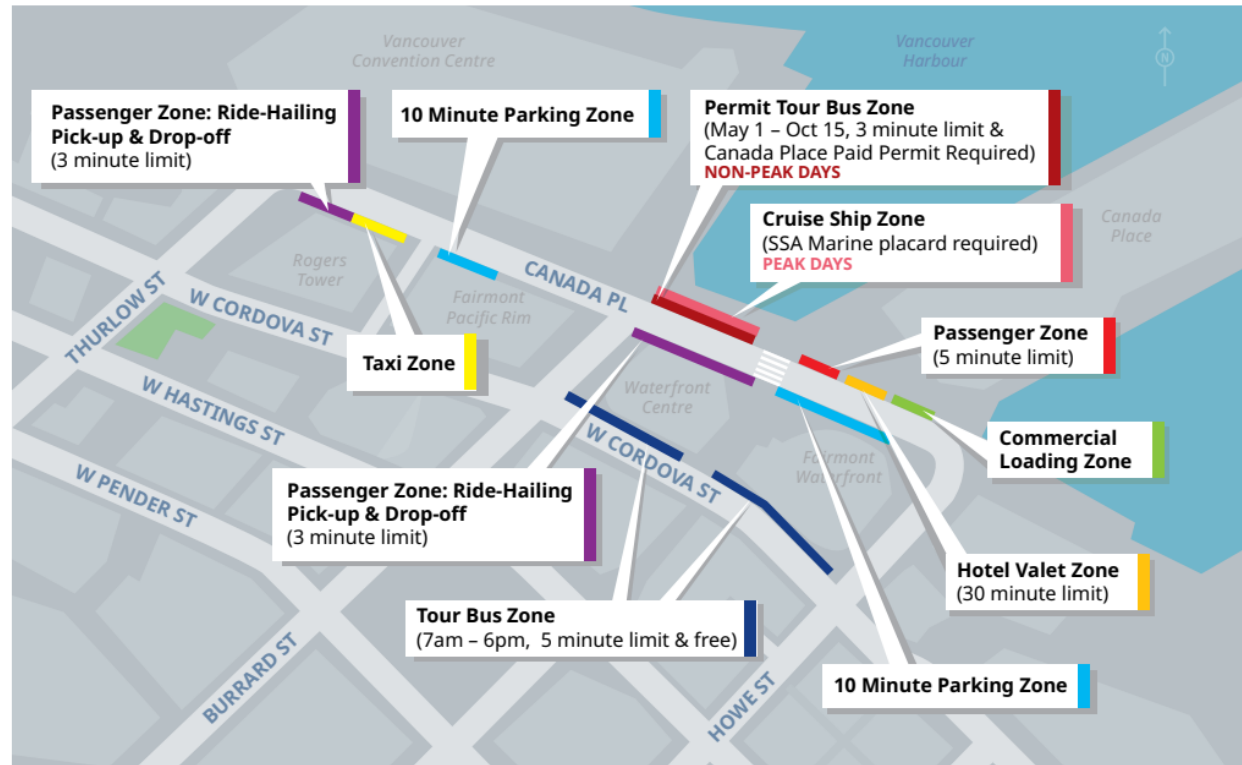 Vancouver
Convention Centre
Vancouver
Harbour
N
Passenger Zone: Ride-Hailing
Pick-up & Drop-off
(3 minute limit)
10 Minute Parking Zone
Permit Tour Bus Zone
(May 1 – Oct 15, 3 minute limit &
Canada Place Paid Permit Required)
NON-PEAK DAYS
Cruise Ship Zone
(SSA Marine placard required)
PEAK DAYS
Canada
Place
Rogers
Tower
CANADA PL
Fairmont
Pacific Rim
THURLOW ST
W CORDOVA ST
Taxi Zone
Passenger Zone
(5 minute limit)
Waterfront
Centre
W HASTINGS ST
W CORDOVA ST
Fairmont
Waterfront
Commercial
Loading Zone
W PENDER ST
Passenger Zone: Ride-Hailing
Pick-up & Drop-off
(3 minute limit)
Hotel Valet Zone
(30 minute limit)
Tour Bus Zone
(7am – 6pm, 5 minute limit & free)
BURRARD ST
HOWE ST
10 Minute Parking Zone